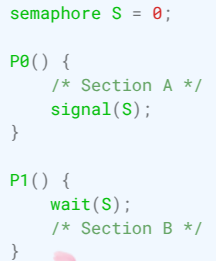 semaphore S = 0;
P0() {
/* Section A */
signal(S);
}
P1() {
wait(S);
/* Section B */
}